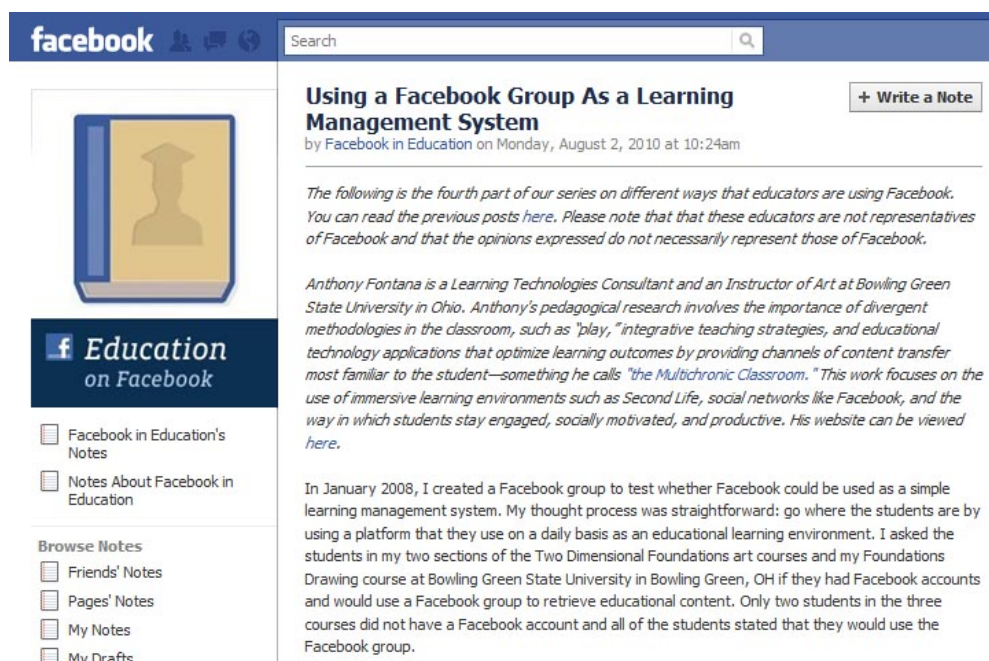 facebook
Search
Education
on Facebook
Facebook in Education's
Notes
Notes About Facebook in
Education
Browse Notes
Friends' Notes
Pages' Notes
My Notes
My Drafts
Using a Facebook Group As a Learning
Management System
+ Write a Note
by Facebook in Education on Monday, August 2, 2010 at 10:24am
The following is the fourth part of our series on different ways that educators are using Facebook.
You can read the previous posts here. Please note that that these educators are not representatives
of Facebook and that the opinions expressed do not necessarily represent those of Facebook.
Anthony Fontana is a Learning Technologies Consultant and an Instructor of Art at Bowling Green
State University in Ohio. Anthony's pedagogical research involves the importance of divergent
methodologies in the classroom, such as "play," integrative teaching strategies, and educational
technology applications that optimize learning outcomes by providing channels of content transfer
most familiar to the student—something he calls "the Multichronic Classroom." This work focuses on the
use of immersive learning environments such as Second Life, social networks like Facebook, and the
way in which students stay engaged, socially motivated, and productive. His website can be viewed
here.
In January 2008, I created a Facebook group to test whether Facebook could be used as a simple
learning management system. My thought process was straightforward: go where the students are by
using a platform that they use on a daily basis as an educational learning environment. I asked the
students in my two sections of the Two Dimensional Foundations art courses and my Foundations
Drawing course at Bowling Green State University in Bowling Green, OH if they had Facebook accounts
and would use a Facebook group to retrieve educational content. Only two students in the three
courses did not have a Facebook account and all of the students stated that they would use the
Facebook group.